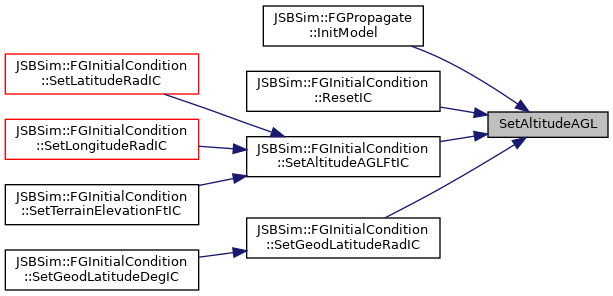 JSBSim::FGPropagate
::InitModel
JSBSim::FGInitialCondition
::SetLatitudeRadIC
JSBSim::FGInitialCondition
::ResetIC
SetAltitudeAGL
JSBSim::FGInitialCondition
::SetLongitudeRadIC
JSBSim::FGInitialCondition
::SetAltitudeAGLFtIC
JSBSim::FGInitialCondition
::SetTerrainElevationFtIC
JSBSim::FGInitialCondition
::SetGeodLatitudeRadIC
JSBSim::FGInitialCondition
::SetGeodLatitudeDegIC